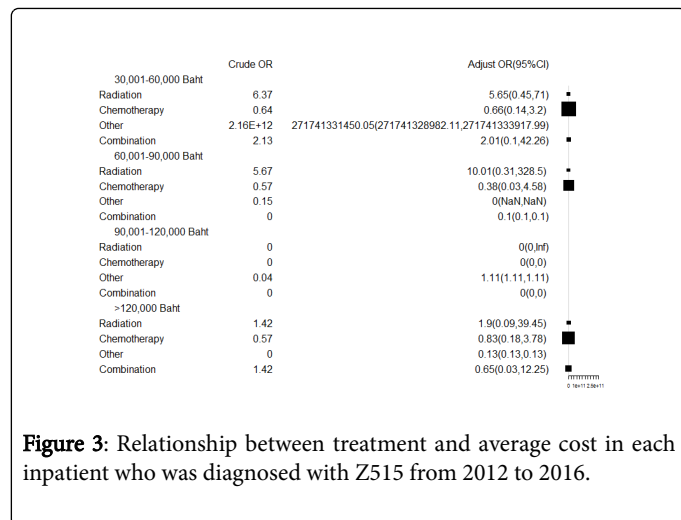 Crude OR Adjust OR(95%CI)
30,001-60,000 Baht
Radiation 6.37 5.65(0.45,71)
Chemotherapy 0.64 0.66(0.14,3.2)
Other 2.16E+12 271741331450.05(271741328982.11,271741333917.99)
Combination 2.13 2.01(0.1,42.26)
60,001-90,000 Baht
Radiation 5.67 10.01(0.31,328.5)
Chemotherapy 0.57 0.38(0.03,4.58)
Other 0.15 0(NaN,NaN)
Combination 0 0.1(0.1,0.1)
90,001-120,000 Baht
Radiation 0 0(0,Inf)
Chemotherapy 0 0(0,0)
Other 0.04 1.11(1.11,1.11)
Combination 0 0(0,0)
>120,000 Baht
Radiation 1.42 1.9(0.09,39.45)
Chemotherapy 0.57 0.83(0.18,3.78)
Other 0 0.13(0.13,0.13)
Combination 1.42 0.65(0.03,12.25)
Figure 3: Relationship between treatment and average cost in each
inpatient who was diagnosed with Z515 from 2012 to 2016.